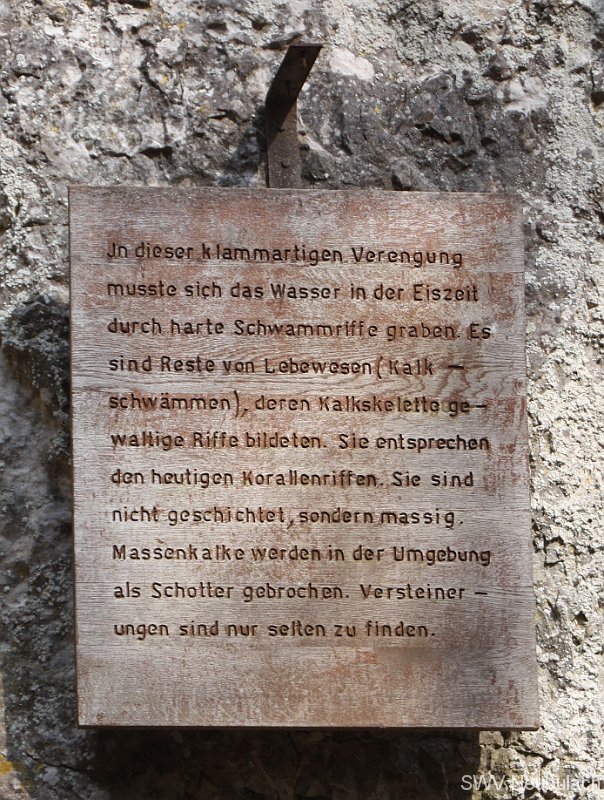 Jn dieser klammartigen Verengung
musste sich das Wasser in der Eiszeit
durch harte Schwammriffe graben. Es
sind Reste von Lebewesen (Kalk -
schwämmen), deren Kalkskelette ge-
waltige Riffe bildeten. Sie entsprechen
den heutigen Korallenriffen. Sie sind
nicht geschichtet, sondern massig.
Massenkalke werden in der Umgebung
als Schotter gebrochen. Versteiner -
ungen sind nur selten zu finden.
SWV Neubulach